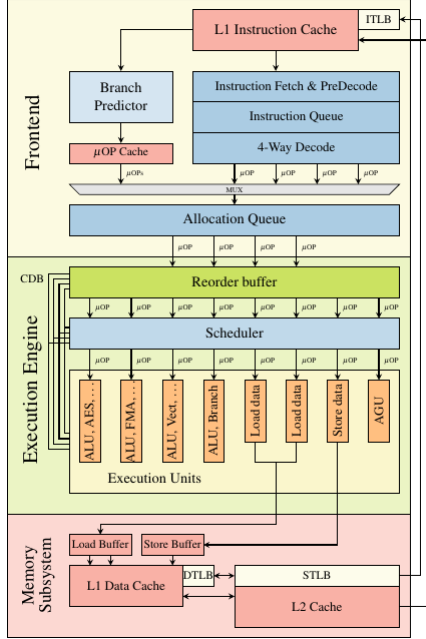 L1 Instruction Cache
ITLB
Frontend
Branch
Predictor
Instruction Fetch & PreDecode
Instruction Queue
4-Way Decode
µOP Cache
µOPs
µOP
µOP
µOP
µOP
MUX
Allocation Queue
µOP
µOP
µOP
µOP
CDB
Reorder buffer
µOP
µOP
µOP
µOP
µOP
µOP
µOP
µOP
Execution Engine
Scheduler
µOP
µOP
µOP
µOP
µOP
µOP
µOP
µOP
ALU, AES, . . .
ALU, FMA, . . .
ALU, Vect, . . .
ALU, Branch
Load data
Load data
Store data
AGU
Execution Units
Memory
Subsystem
Load Buffer
Store Buffer
L1 Data Cache
DTLB
STLB
L2 Cache